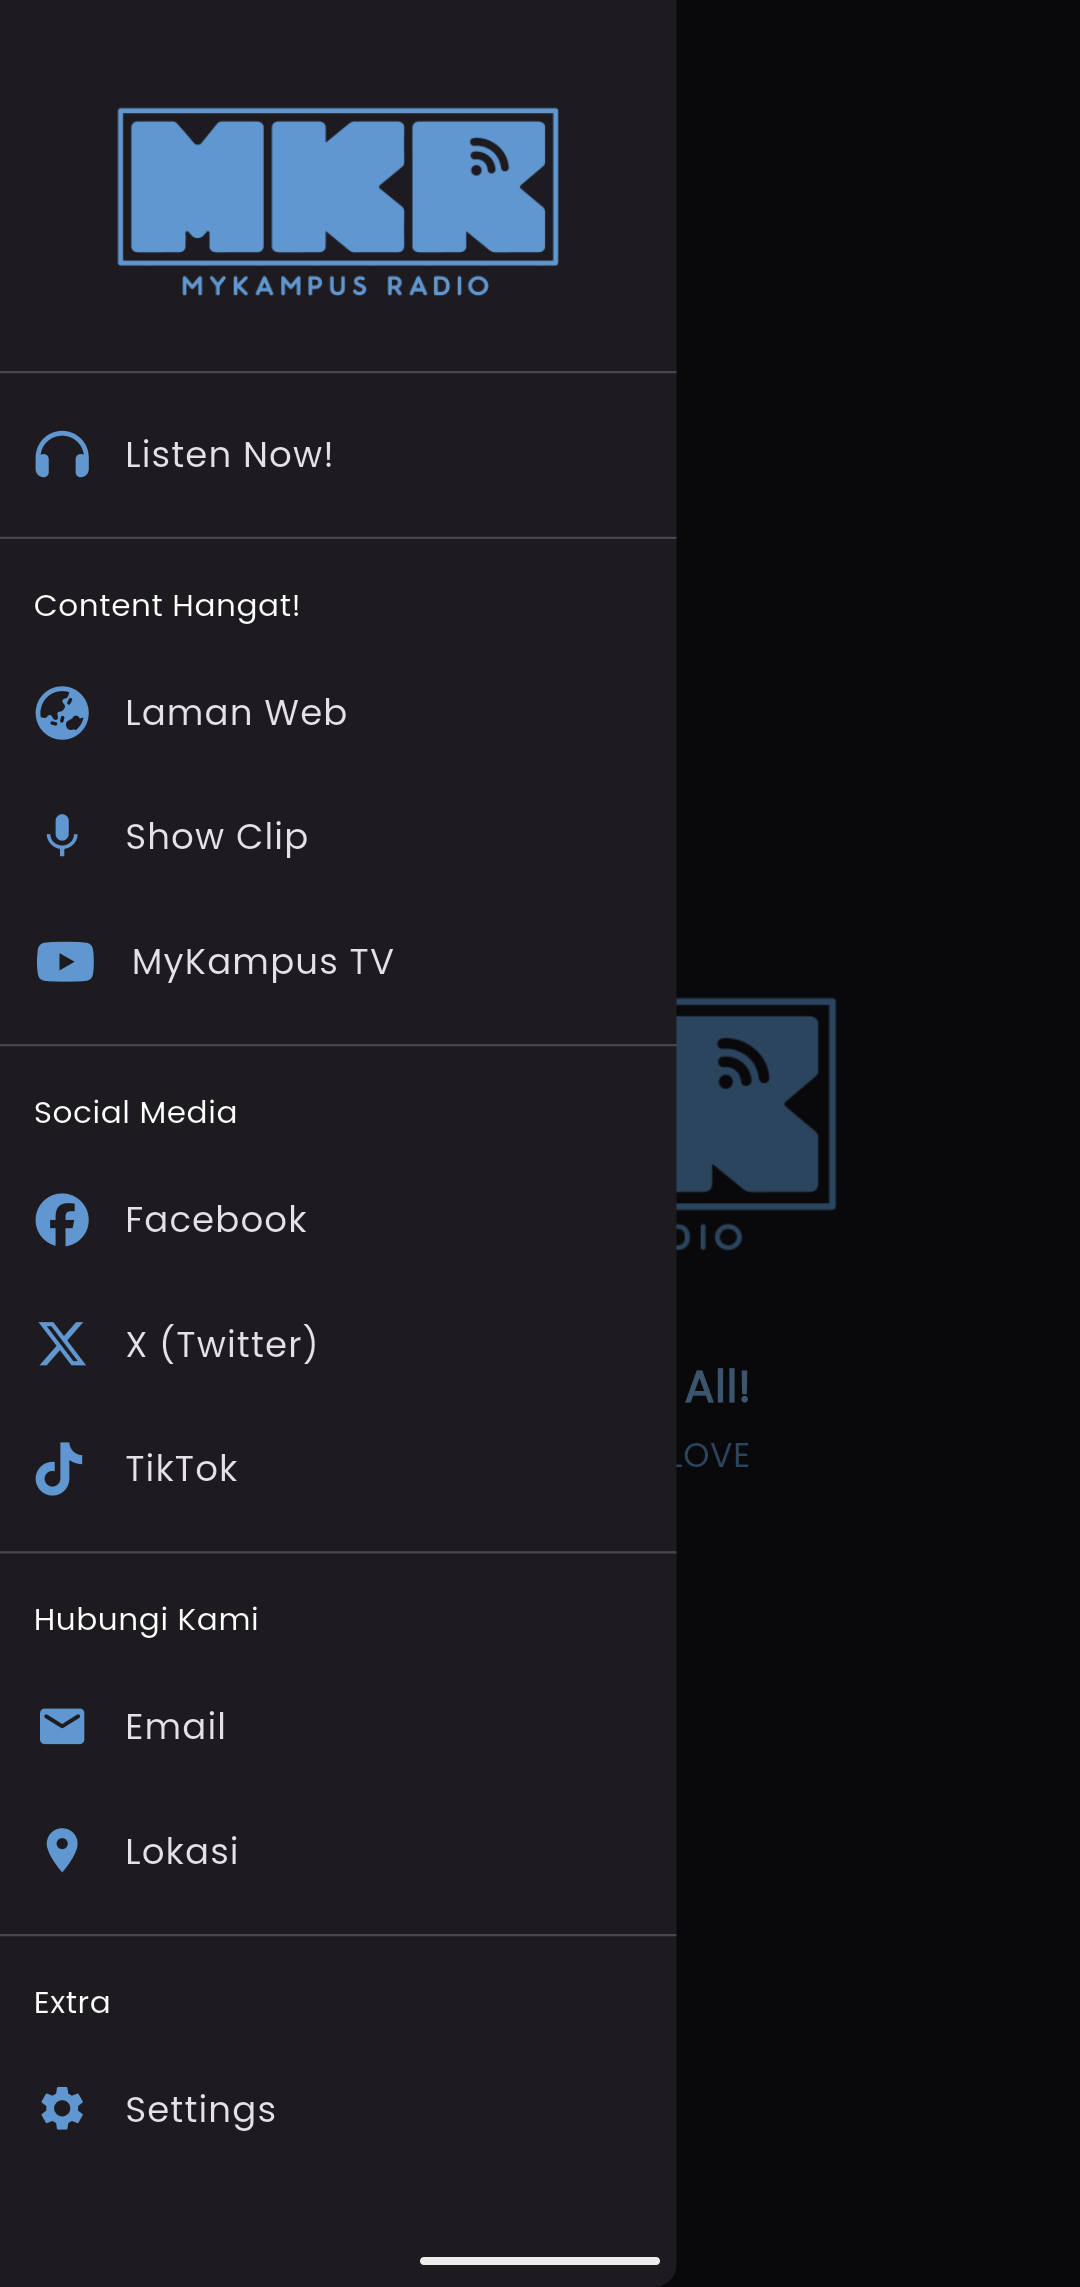 MKR
MYKAMPUS RADIO
Listen Now!
Content Hangat!
Laman Web
Show Clip
MyKampus TV
Social Media
Facebook
X (Twitter)
TikTok
Hubungi Kami
Email
Lokasi
Extra
Settings
R
DIO
All!
LOVE